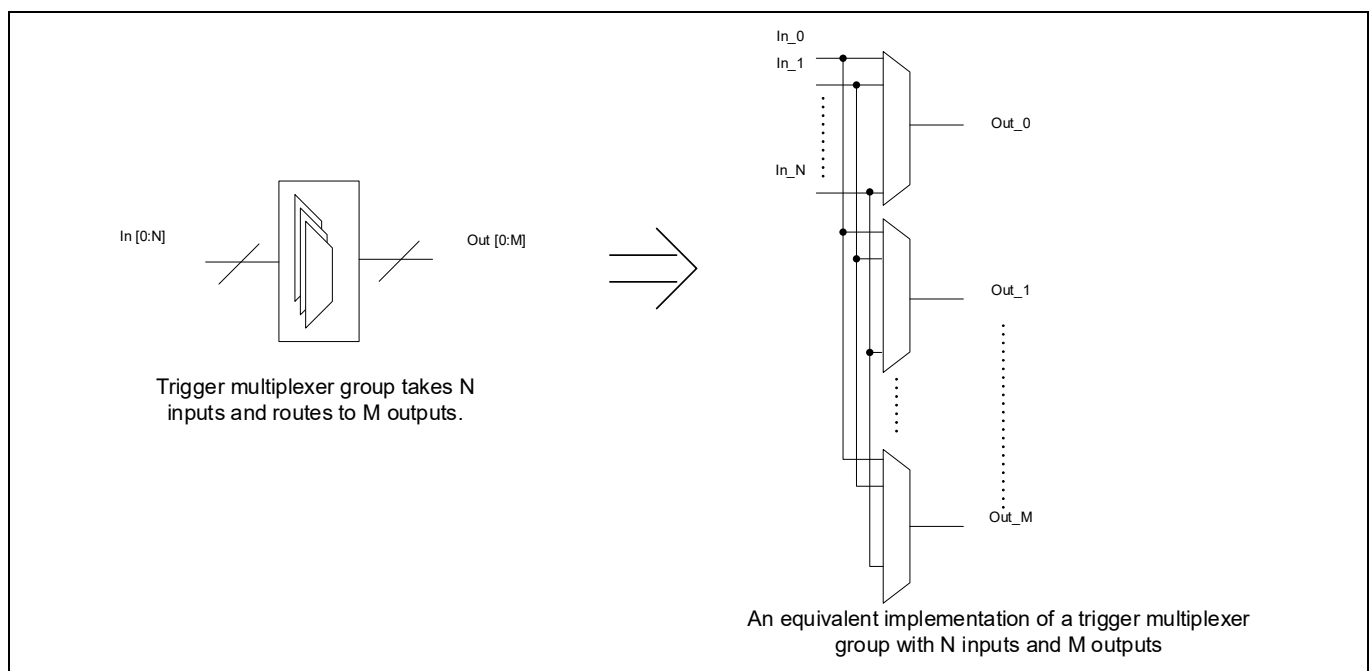 In_0
In_1
Out_0
In_N
In [0:N]
Out [0:M]
Out_1
Trigger multiplexer group takes N
inputs and routes to M outputs.
Out_M
An equivalent implementation of a trigger multiplexer
group with N inputs and M outputs